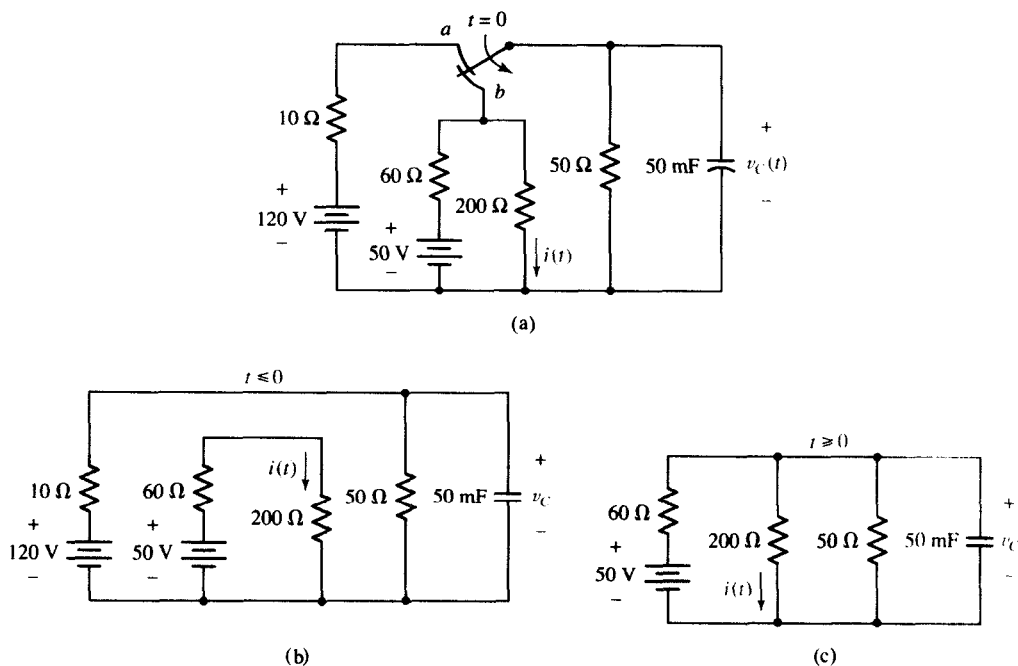 a
t = 0
b
10 Ω
+
120 V
−
60 Ω
+
50 V
−
200 Ω
i(t)
50 Ω
50 mF
+
v_C(t)
−
(a)
t ≤ 0
10 Ω
+
120 V
−
60 Ω
+
50 V
−
i(t)
200 Ω
50 Ω
50 mF
+
v_C
−
(b)
t ≥ 0
60 Ω
+
50 V
−
200 Ω
i(t)
50 Ω
50 mF
+
v_C
−
(c)